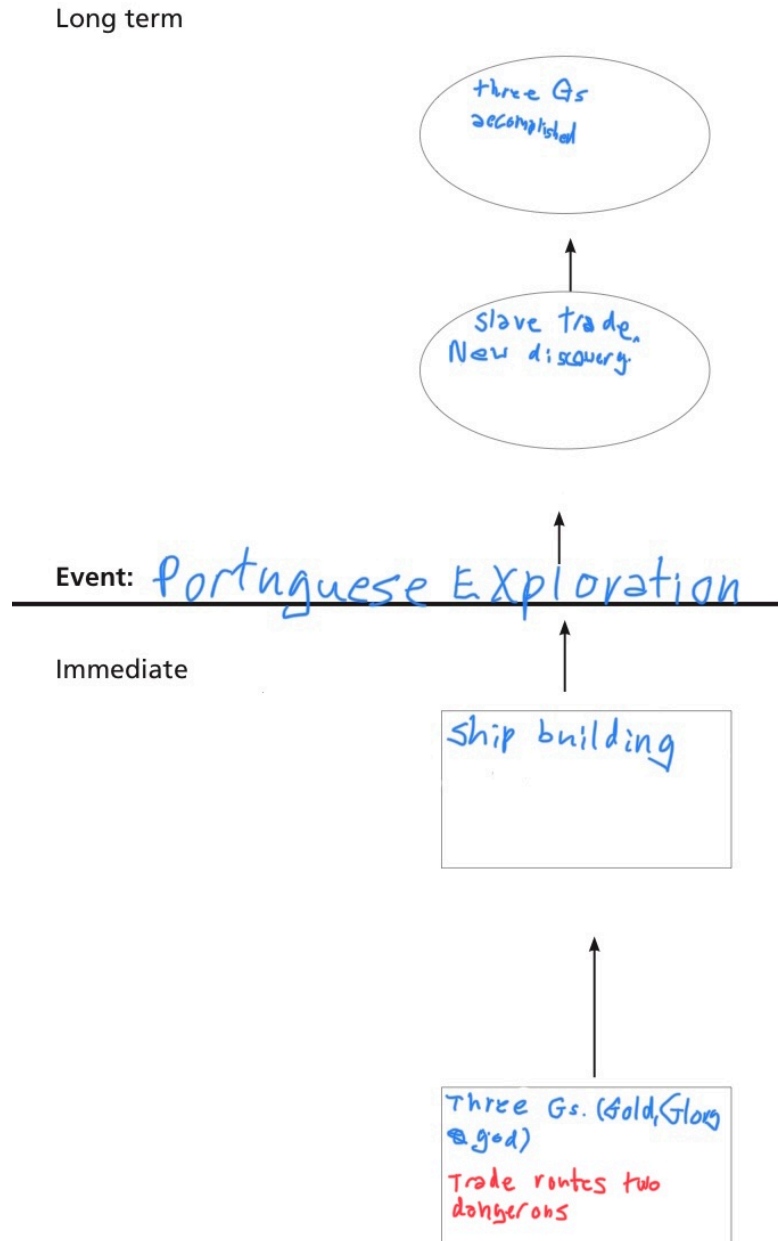 Long term
three Gs
accomplished
slave trade,
New discovery.
Event: Portuguese Exploration
Immediate
ship building
Three Gs. (Gold, Glory
god)
Trade routes two
dangerous